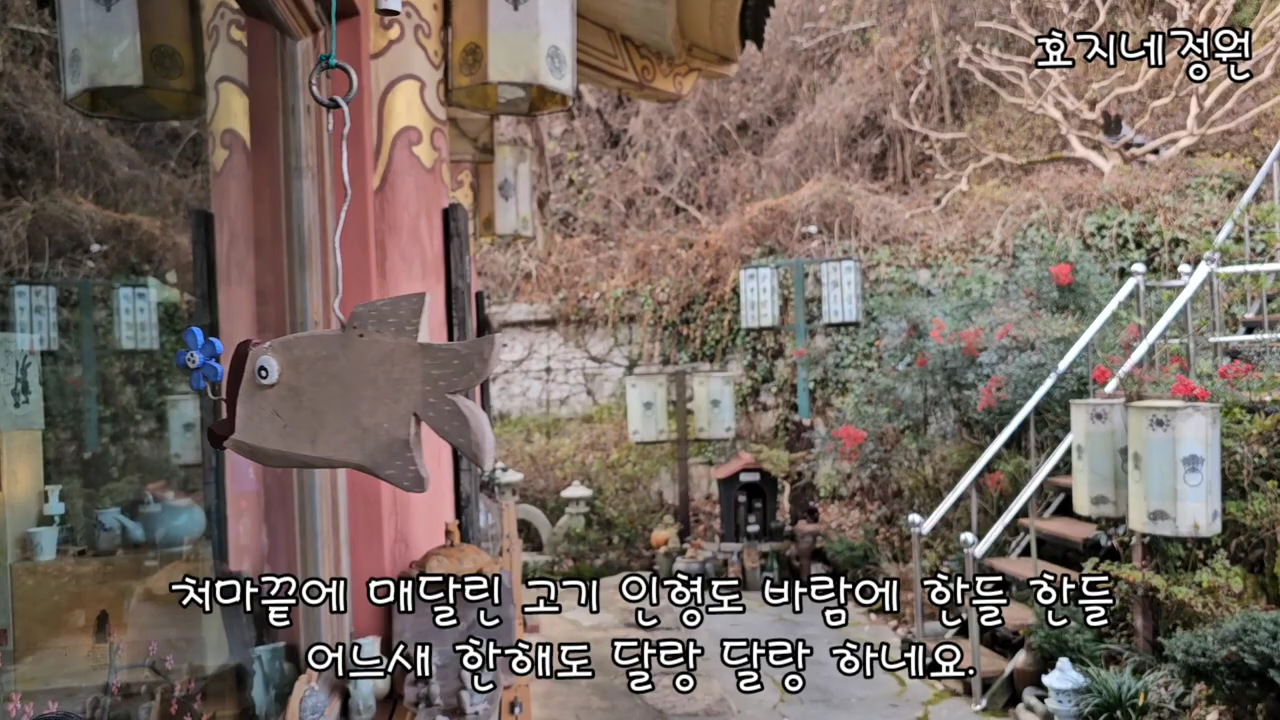 효지네정원
처마끝에 매달린 고기 인형도 바람에 한들 한들
어느새 한해도 달랑 달랑 하네요.